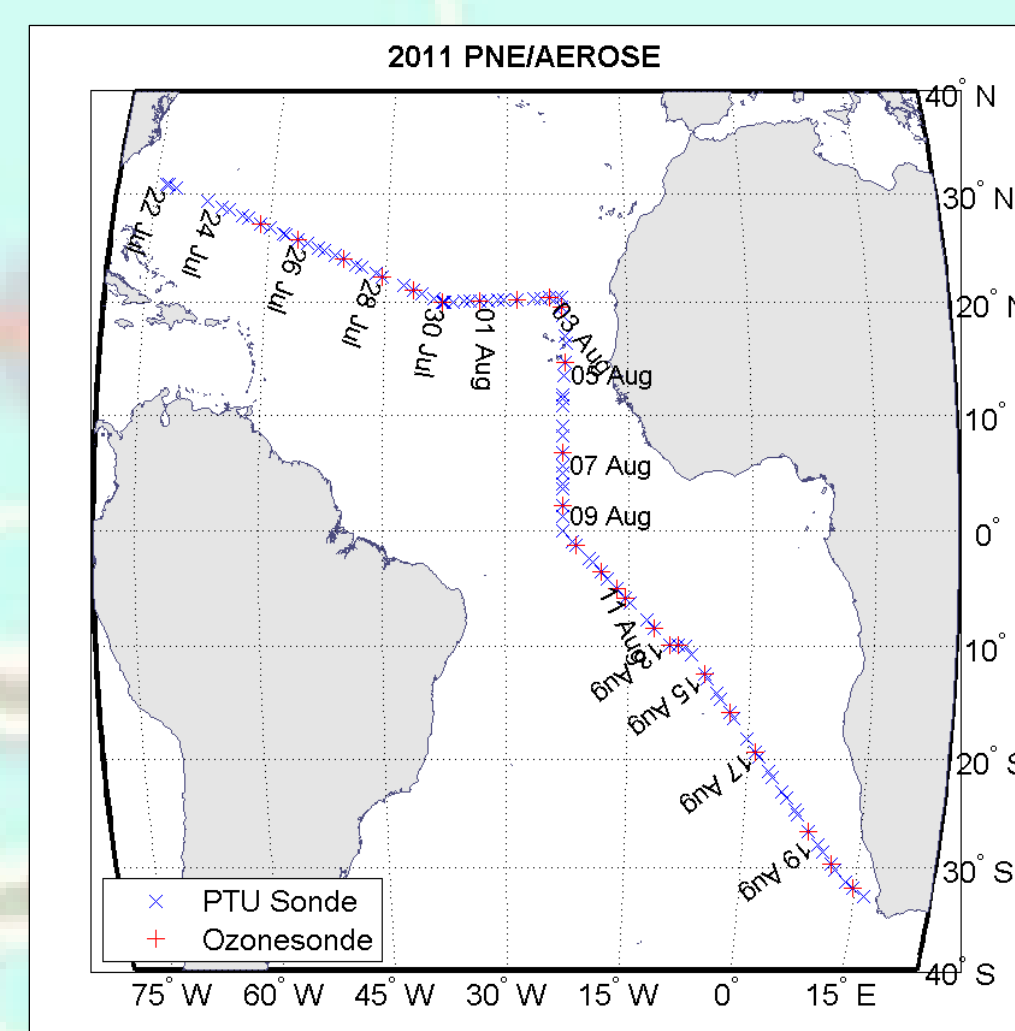 2011 PNE/AEROSE
40° N
30° N
20° N
10°
0°
10°
20° S
30° S
40° S
22 Jul
24 Jul
26 Jul
28 Jul
30 Jul
01 Aug
03 Aug
05 Aug
07 Aug
09 Aug
11 Aug
13 Aug
15 Aug
17 Aug
19 Aug
PTU Sonde
Ozonesonde
75° W 60° W 45° W 30° W 15° W 0° 15° E